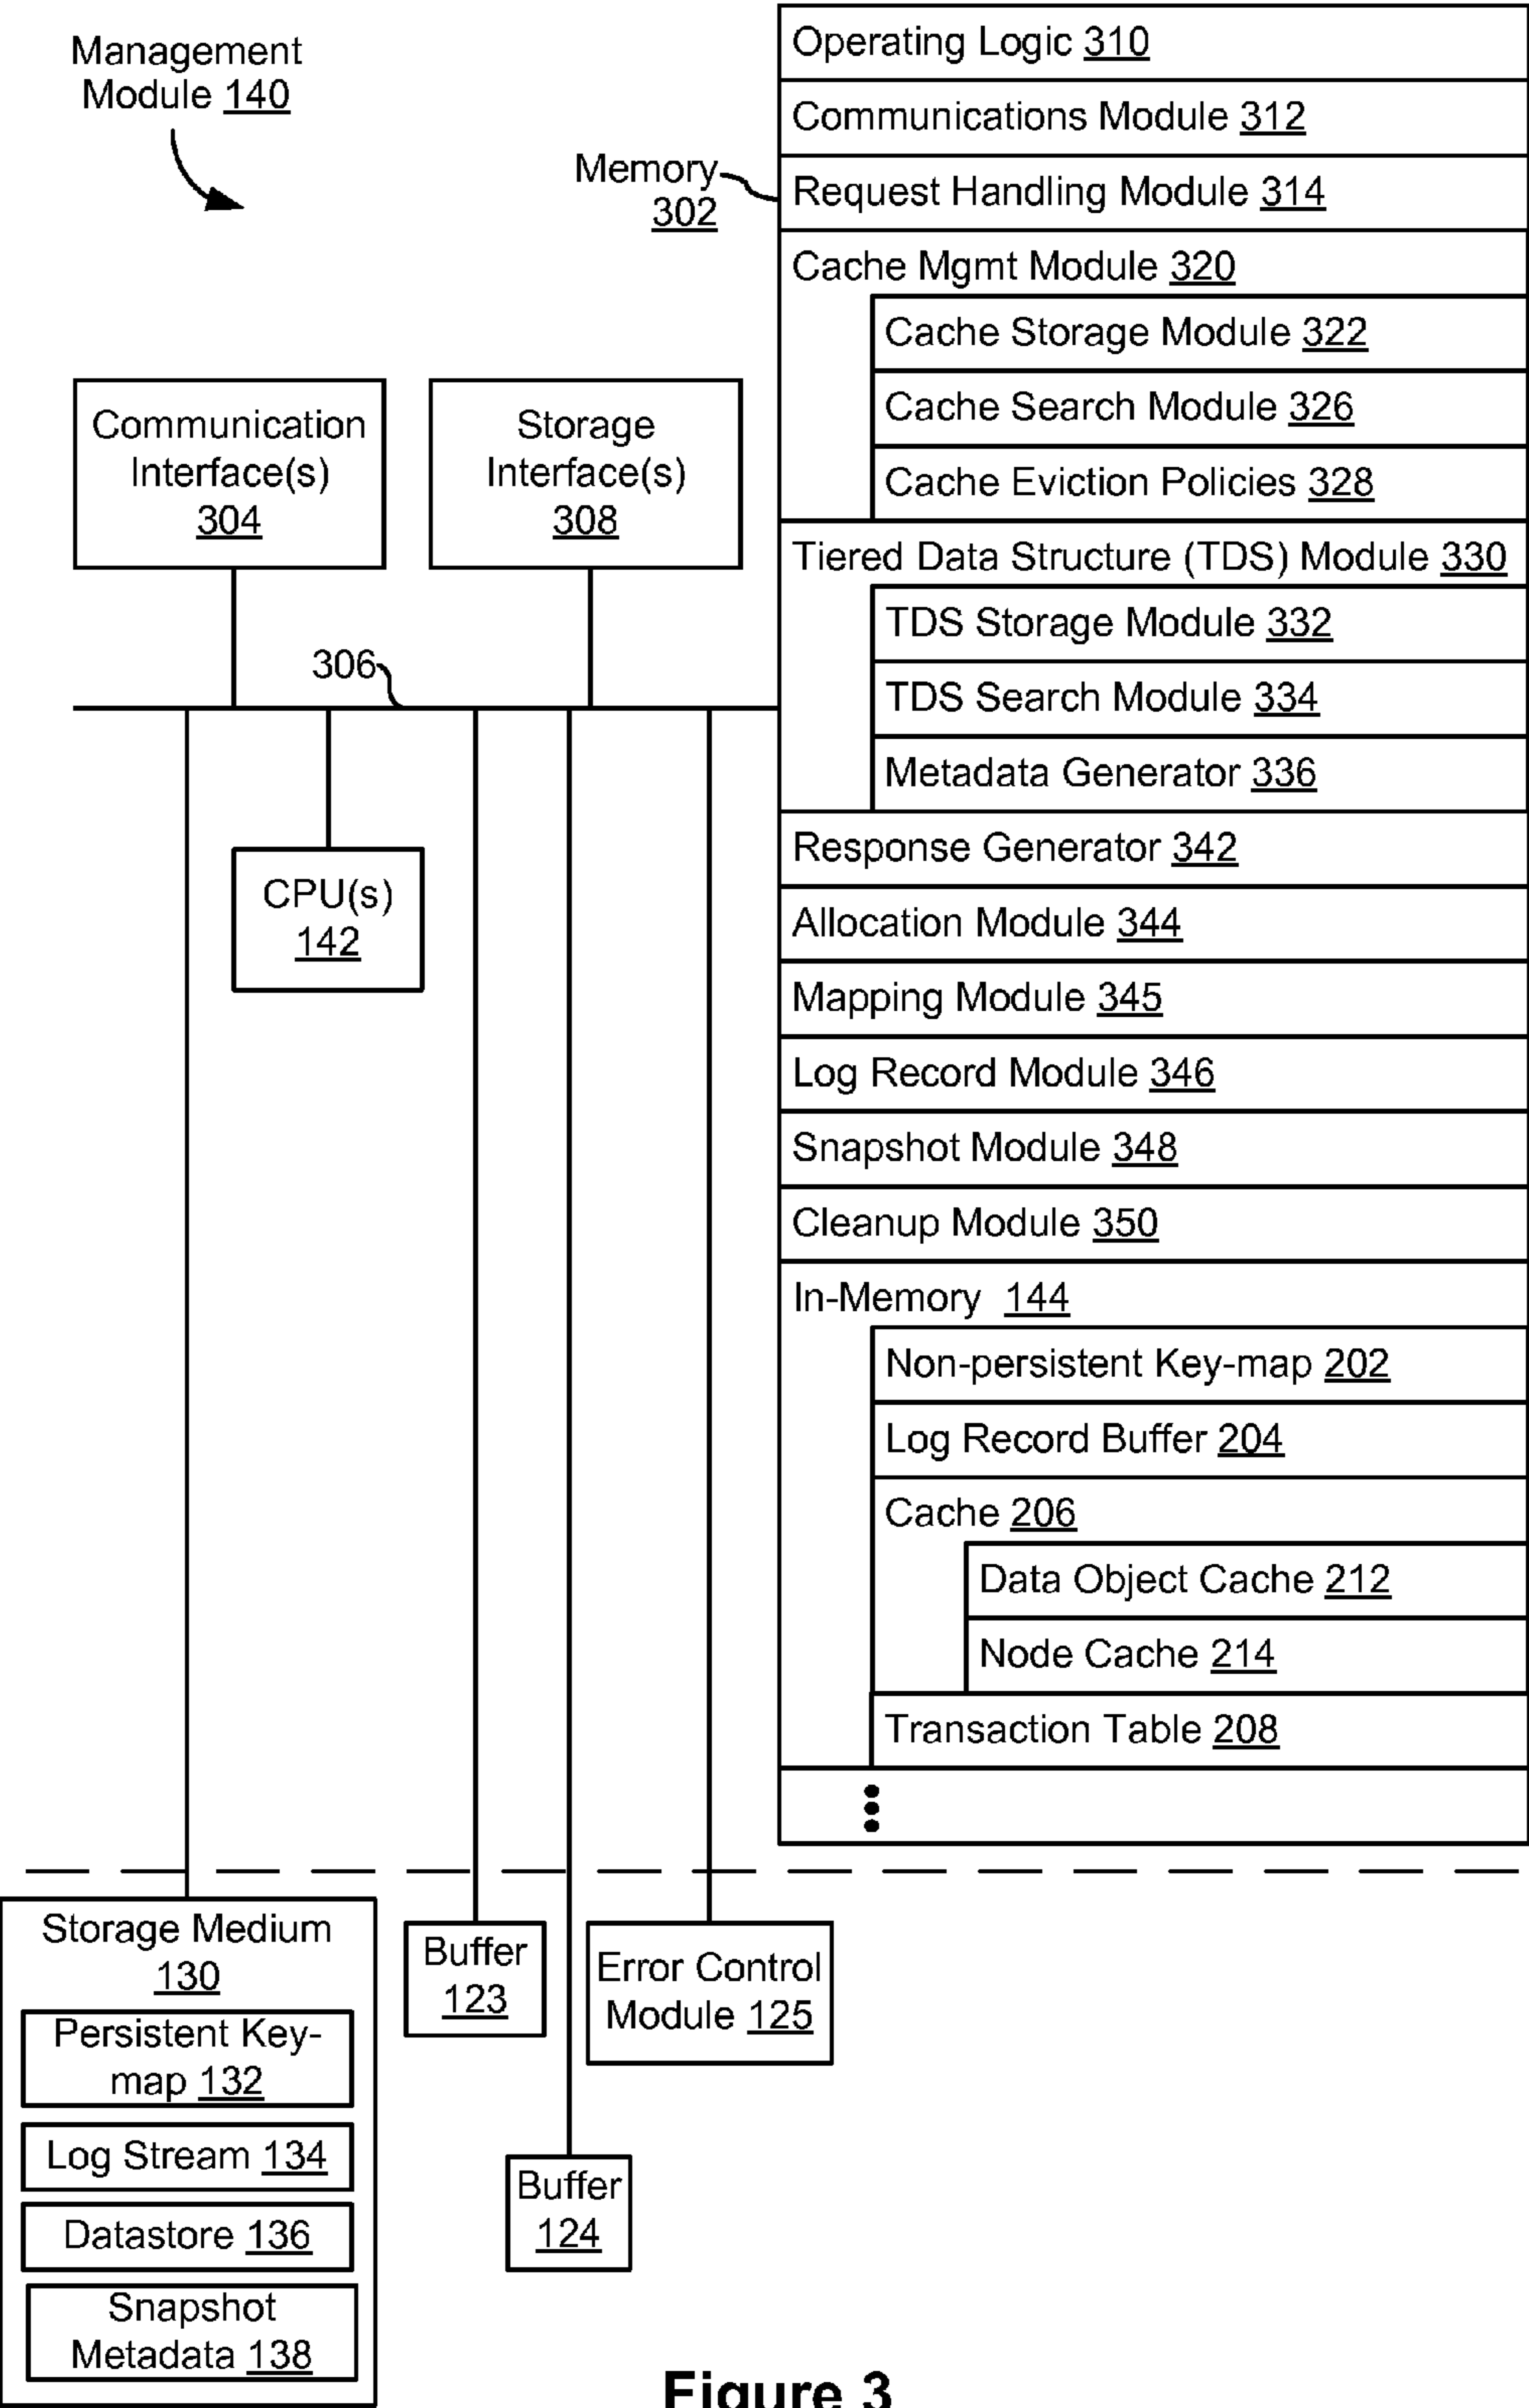 Management
Module 140
Memory
302
Operating Logic 310
Communications Module 312
Request Handling Module 314
Cache Mgmt Module 320
Cache Storage Module 322
Cache Search Module 326
Cache Eviction Policies 328
Tiered Data Structure (TDS) Module 330
TDS Storage Module 332
TDS Search Module 334
Metadata Generator 336
Response Generator 342
Allocation Module 344
Mapping Module 345
Log Record Module 346
Snapshot Module 348
Cleanup Module 350
In-Memory 144
Non-persistent Key-map 202
Log Record Buffer 204
Cache 206
Data Object Cache 212
Node Cache 214
Transaction Table 208
Communication
Interface(s)
304
Storage
Interface(s)
308
306
CPU(s)
142
Storage Medium
130
Persistent Key-
map 132
Log Stream 134
Datastore 136
Snapshot
Metadata 138
Buffer
123
Buffer
124
Error Control
Module 125
Figure 3